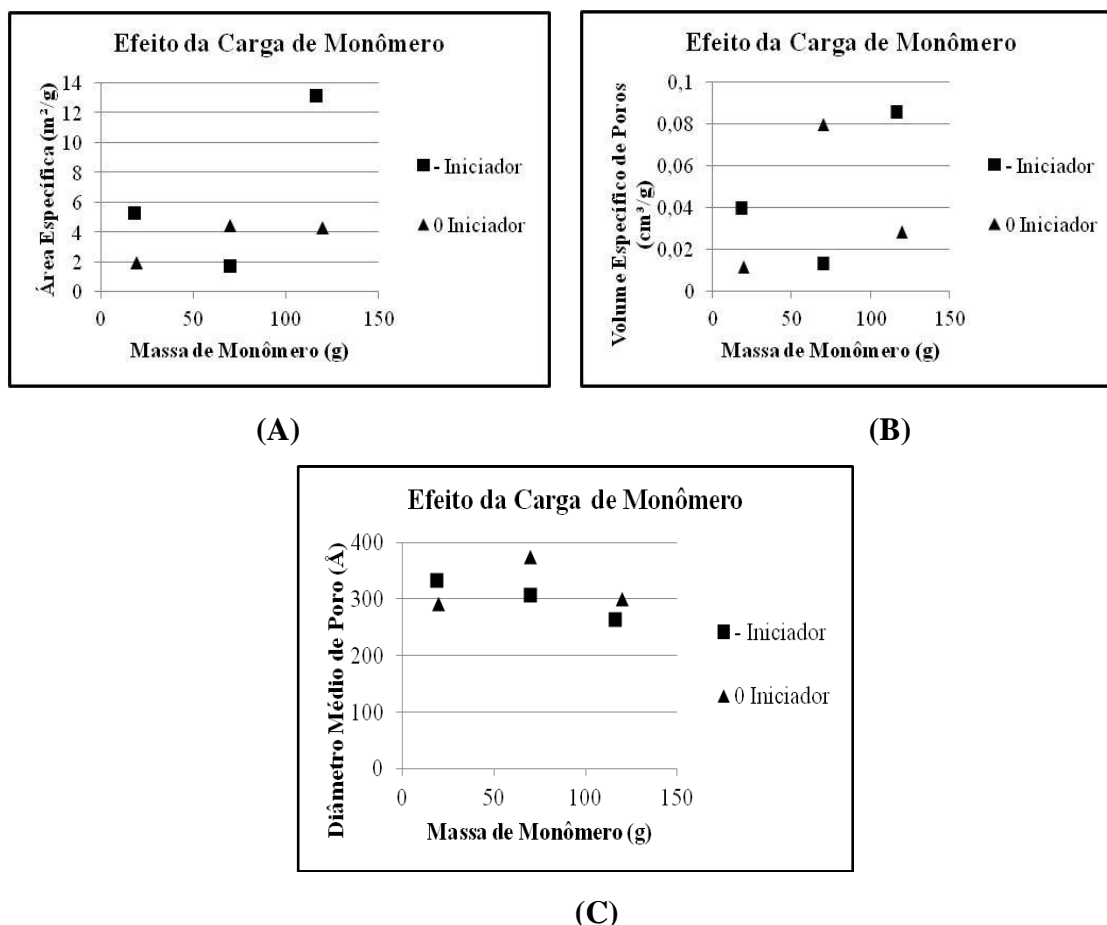 Efeito da Carga de Monômero
Área Específica (m²/g)
14
12
10
8
6
4
2
0
0 50 100 150
Massa de Monômero (g)
- Iniciador
0 Iniciador
(A)
Efeito da Carga de Monômero
Volume Específico de Poros
(cm³/g)
0,1
0,08
0,06
0,04
0,02
0
0 50 100 150
Massa de Monômero (g)
- Iniciador
0 Iniciador
(B)
Efeito da Carga de Monômero
Diâmetro Médio de Poro (Å)
400
300
200
100
0
0 50 100 150
Massa de Monômero (g)
- Iniciador
0 Iniciador
(C)